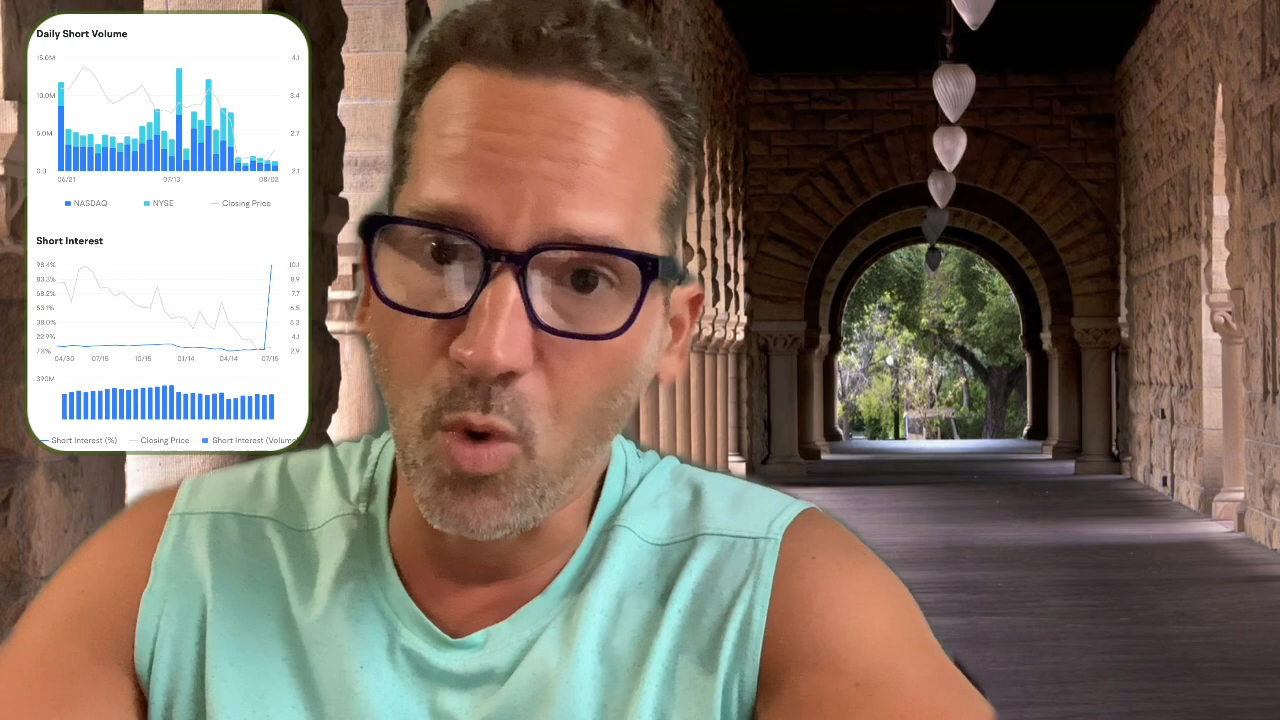 Daily Short Volume
15.0M 4.1
10.0M 3.4
5.0M 2.7
0.0 2.1
06/21 07/13 08/02
NASDAQ NYSE Closing Price
Short Interest
98.4% 10.1
83.3% 8.9
68.2% 7.7
53.1% 6.5
38.0% 5.3
22.9% 4.1
7.8% 2.9
04/30 07/15 10/15 01/14 04/14 07/15
390M
Short Interest (%) Closing Price Short Interest (Volume